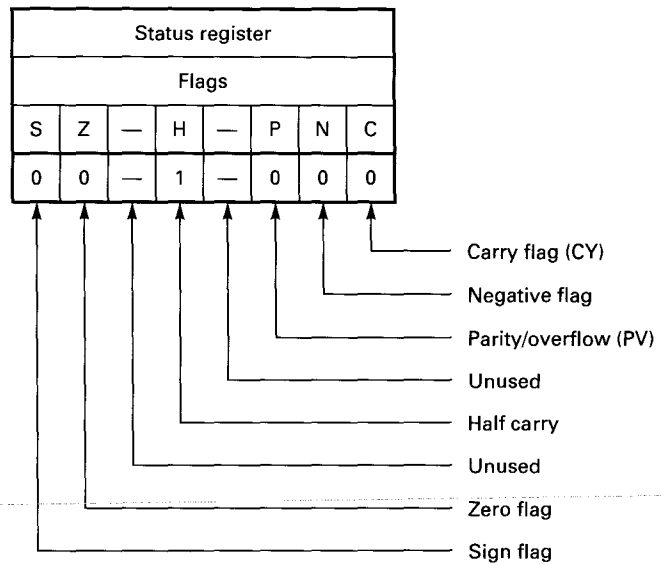 Status register
Flags
S Z — H — P N C
0 0 — 1 — 0 0 0
Carry flag (CY)
Negative flag
Parity/overflow (PV)
Unused
Half carry
Unused
Zero flag
Sign flag